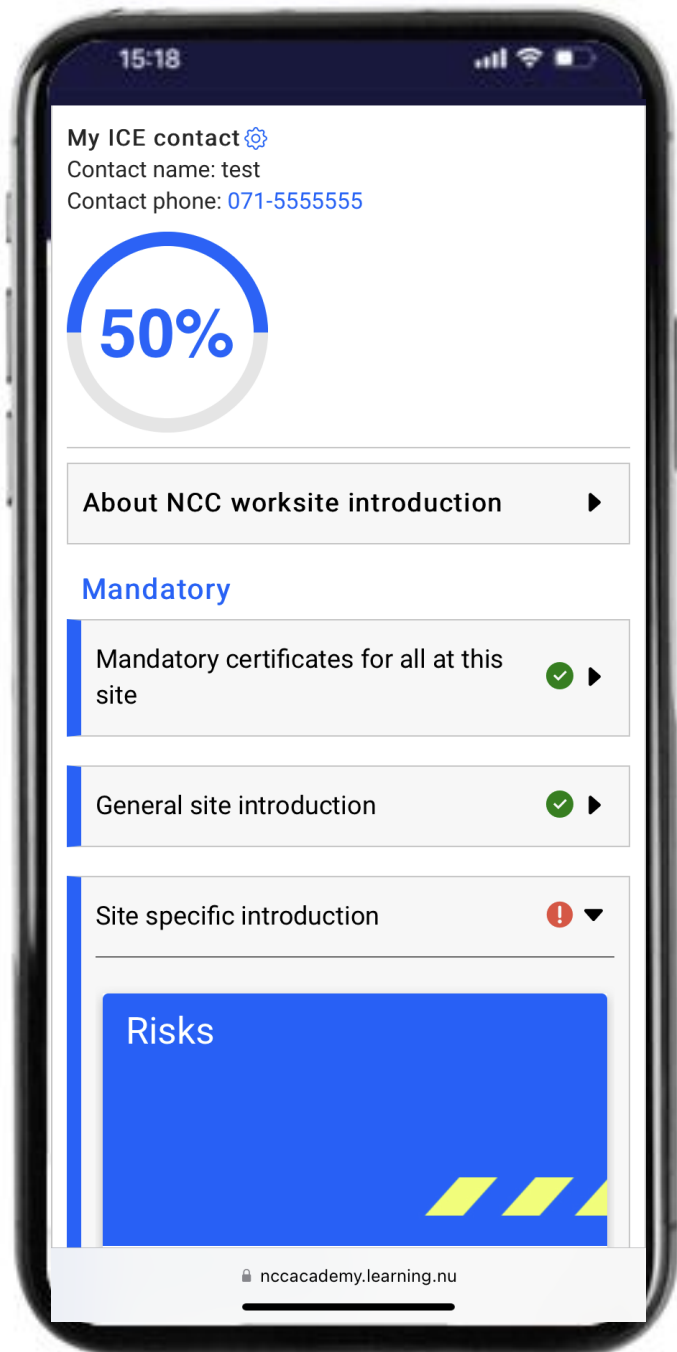 15:18
My ICE contact
Contact name: test
Contact phone: 071-5555555
50%
About NCC worksite introduction
Mandatory
Mandatory certificates for all at this
site
General site introduction
Site specific introduction
Risks
nccacademy.learning.nu